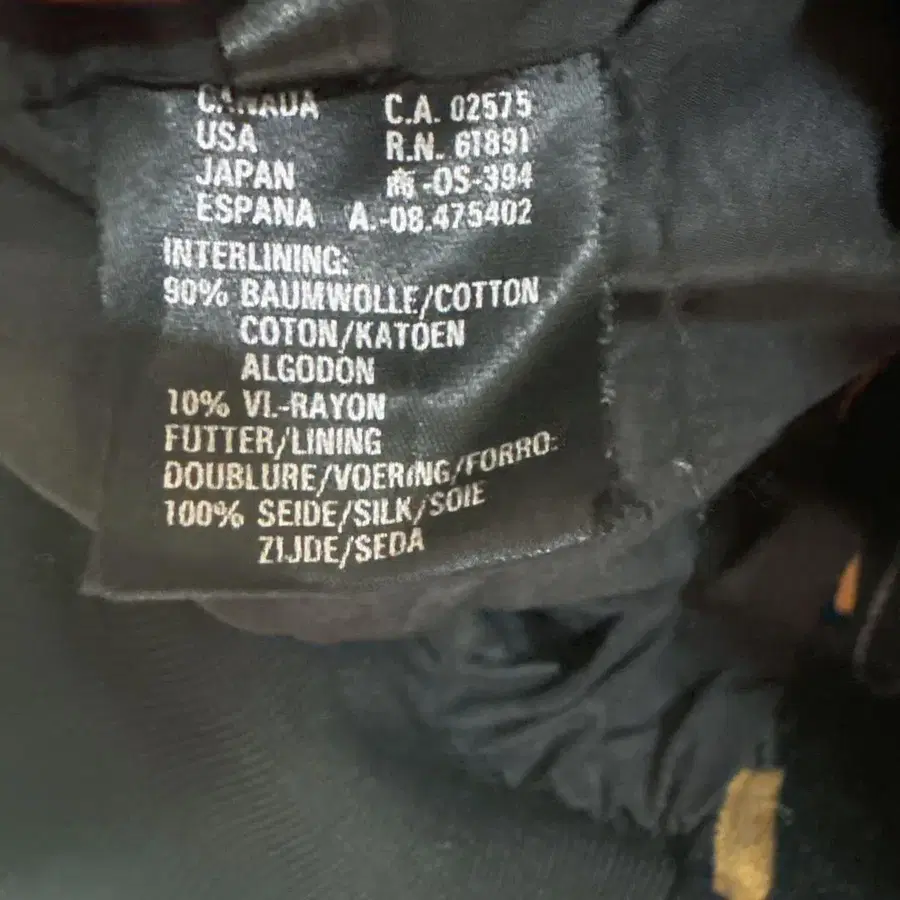 CANADA C.A. 02575
USA R.N. 61891
JAPAN 商-OS-394
ESPANA A.-08.475402
INTERLINING:
90% BAUMWOLLE/COTTON
COTON/KATOEN
ALGODON
10% VI.-RAYON
FUTTER/LINING
DOUBLURE/VOERING/FORRO:
100% SEIDE/SILK/SOIE
ZIJDE/SEDA